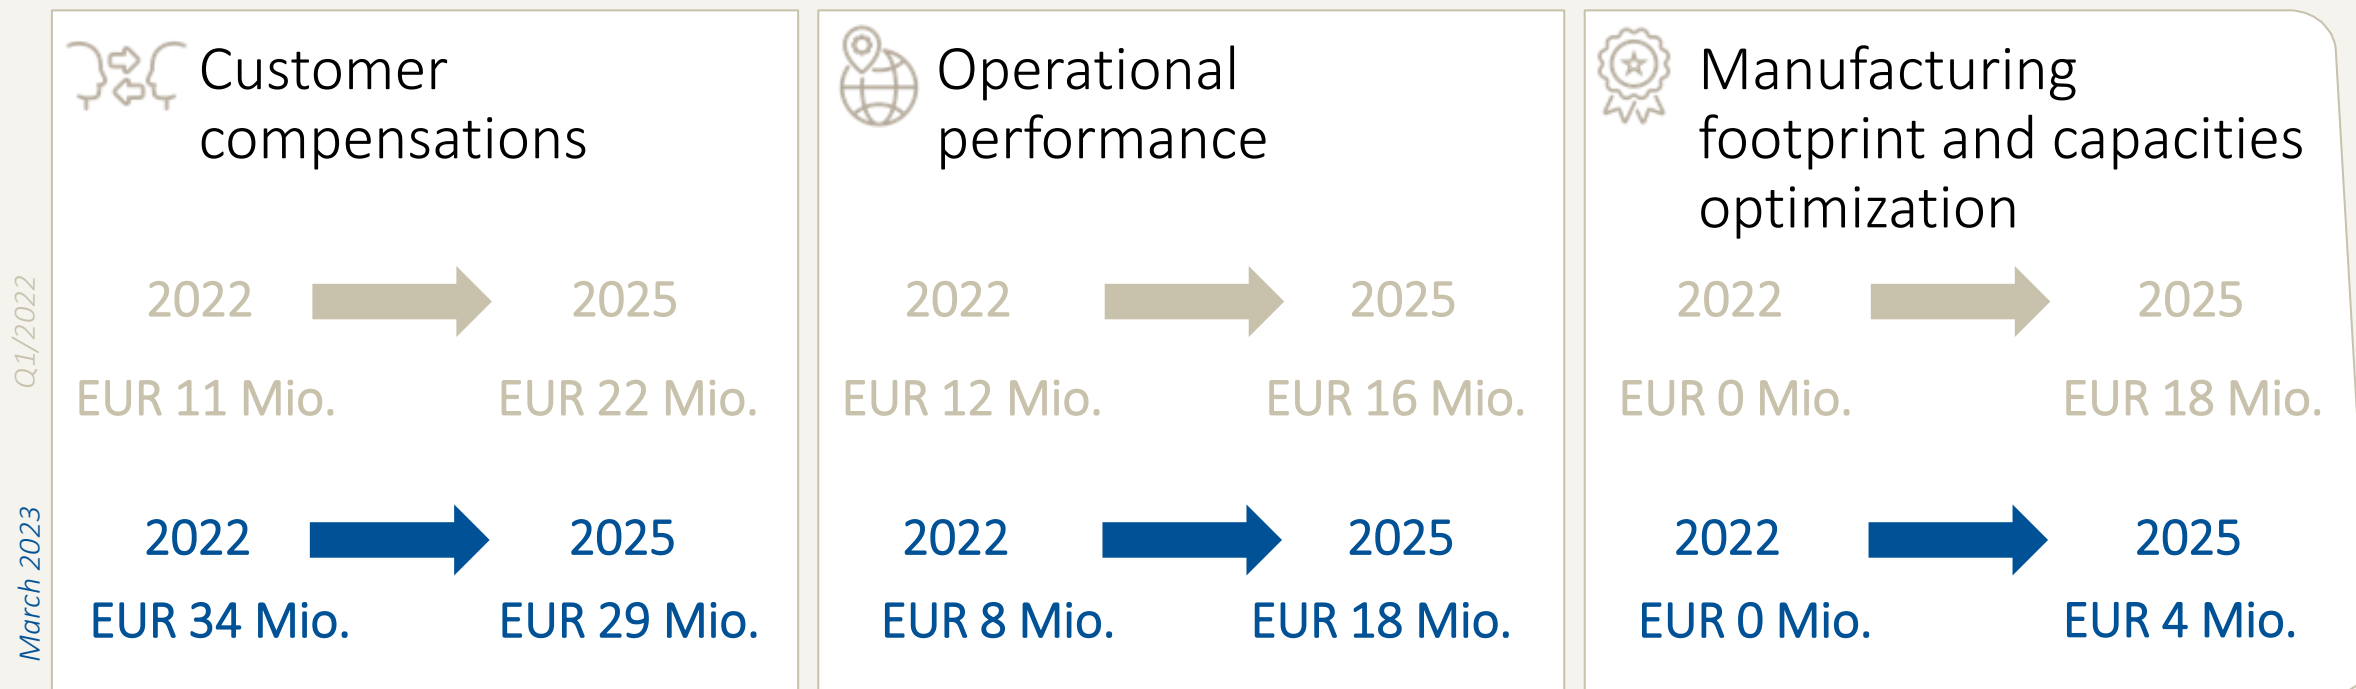 Customer
compensations
Operational
performance
Manufacturing
footprint and capacities
optimization
Q1/2022
2022 2025
EUR 11 Mio. EUR 22 Mio.
2022 2025
EUR 12 Mio. EUR 16 Mio.
2022 2025
EUR 0 Mio. EUR 18 Mio.
March 2023
2022 2025
EUR 34 Mio. EUR 29 Mio.
2022 2025
EUR 8 Mio. EUR 18 Mio.
2022 2025
EUR 0 Mio. EUR 4 Mio.